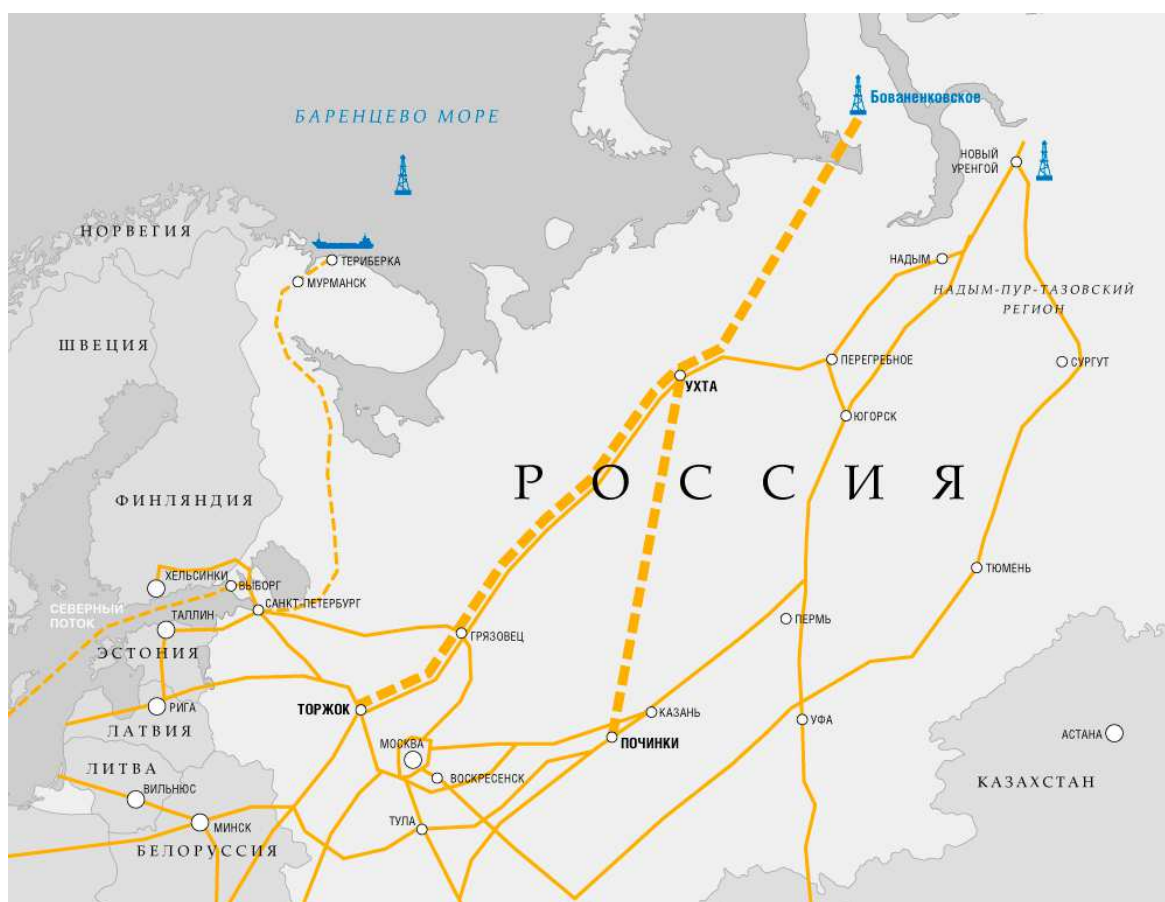 Бованенковское
БАРЕНЦЕВО МОРЕ
НОВЫЙ
УРЕНГОЙ
НОРВЕГИЯ
ТЕРИБЕРКА
МУРМАНСК
НАДЫМ
НАДЫМ-ПУР-ТАЗОВСКИЙ
РЕГИОН
ШВЕЦИЯ
ПЕРЕГРЕБНОЕ
СУРГУТ
УХТА
ЮГОРСК
РОССИЯ
ФИНЛЯНДИЯ
ХЕЛЬСИНКИ
ВЫБОРГ
ТЮМЕНЬ
СЕВЕРНЫЙ
ПОТОК
САНКТ-ПЕТЕРБУРГ
ТАЛЛИН
ПЕРМЬ
ГРЯЗОВЕЦ
ЭСТОНИЯ
РИГА
ТОРЖОК
КАЗАНЬ
УФА
ЛАТВИЯ
МОСКВА
ПОЧИНКИ
АСТАНА
ЛИТВА
ВОСКРЕСЕНСК
КАЗАХСТАН
ВИЛЬНЮС
ТУЛА
МИНСК
БЕЛОРУССИЯ